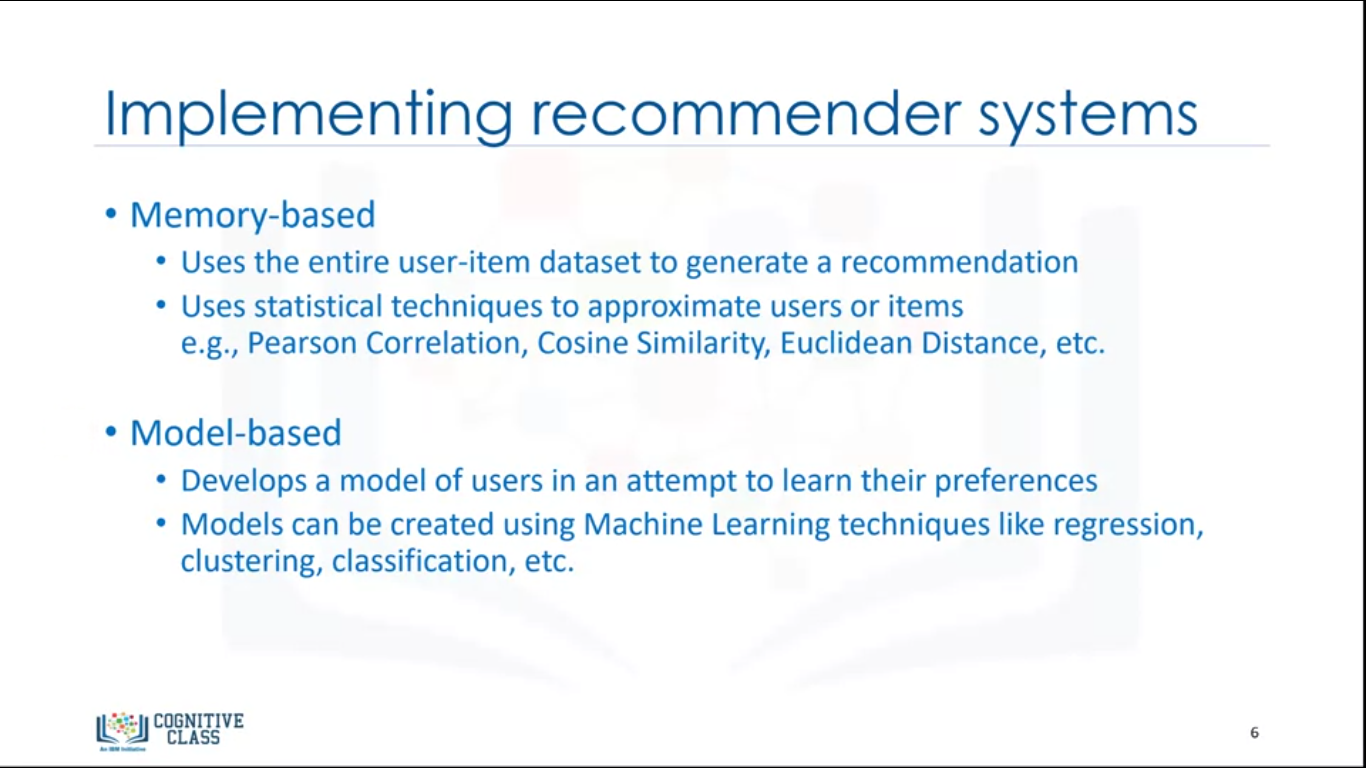 Implementing recommender systems
• Memory-based
• Uses the entire user-item dataset to generate a recommendation
• Uses statistical techniques to approximate users or items
e.g., Pearson Correlation, Cosine Similarity, Euclidean Distance, etc.
• Model-based
• Develops a model of users in an attempt to learn their preferences
• Models can be created using Machine Learning techniques like regression,
clustering, classification, etc.
COGNITIVE
CLASS
An IBM Initiative
6